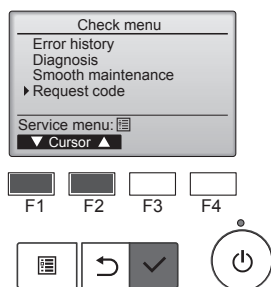 Check menu
Error history
Diagnosis
Smooth maintenance
Request code
Service menu:
▼ Cursor ▲
F1 F2 F3 F4